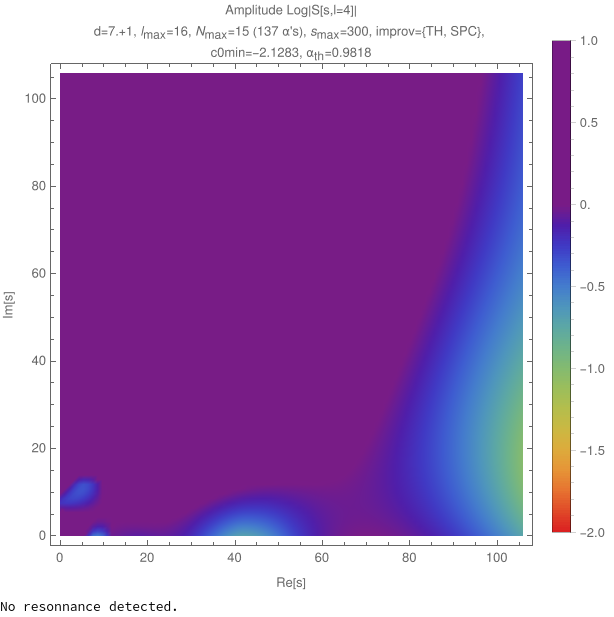 Amplitude Log|S[s,l=4]|
d=7.+1, lmax=16, Nmax=15 (137 α's), smax=300, improv={TH, SPC},
c0min=−2.1283, αth=0.9818
1.0
100
0.5
80
0.
60
Im[s]
−0.5
40
−1.0
20
−1.5
0
−2.0
0 20 40 60 80 100
Re[s]
No resonnance detected.